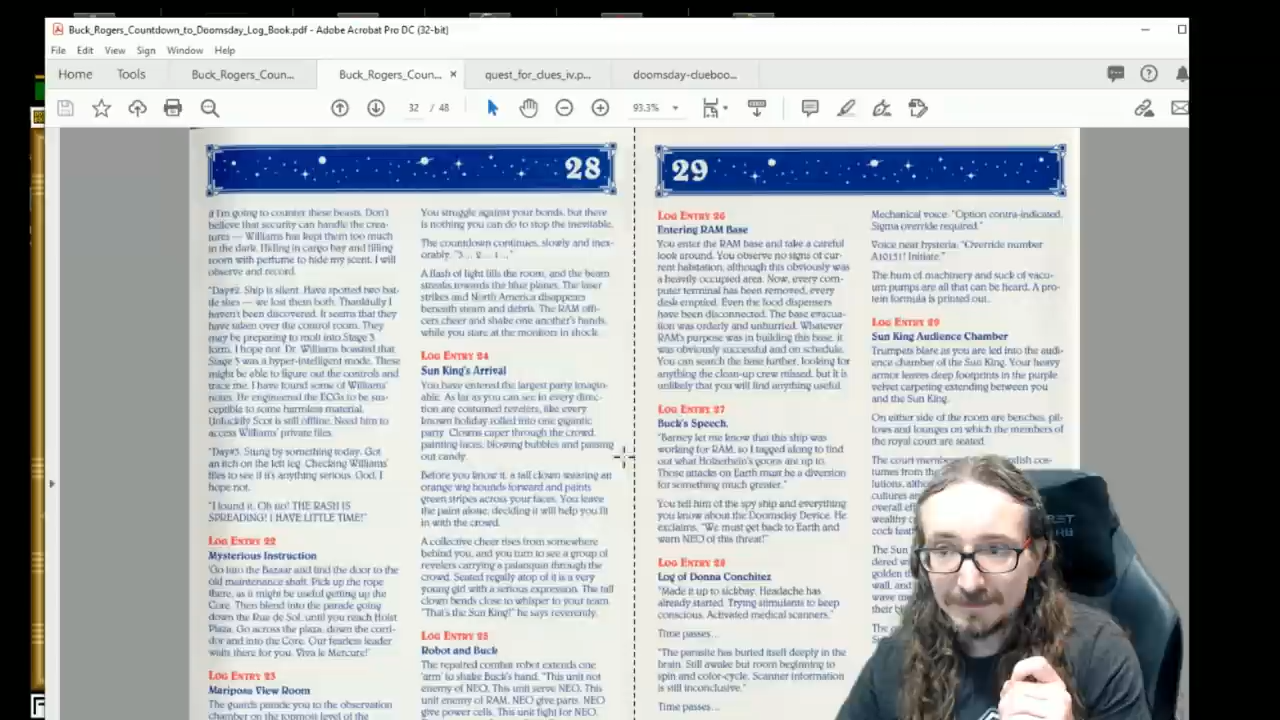 Buck_Rogers_Countdown_to_Doomsday_Log_Book.pdf - Adobe Acrobat Pro DC (32-bit)
File Edit View Sign Window Help
Home Tools Buck_Rogers_Coun... Buck_Rogers_Coun... × quest_for_clues_iv.p... doomsday-clueboo...
32 / 48 93.3%
28
if I'm going to counter these beasts. Don't
believe that security can handle the crea-
tures — Williams has kept them too much
in the dark. Hiding in cargo bay and filling
room with perfume to hide my scent. I will
observe and record.
"Day#2. Ship is silent. Have spotted two bat-
tle sites — we lost them both. Thankfully I
haven't been discovered. It seems that they
have taken over the control room. They
may be preparing to molt into Stage 3
form. I hope not. Dr. Williams boasted that
Stage 3 was a hyper-intelligent mode. These
might be able to figure out the controls and
trace me. I have found some of Williams'
notes. He engineered the ECGs to be sus-
ceptible to some harmless material.
Unluckily Scot is still offline. Need him to
access Williams' private files.
"Day#3. Stung by something today. Got
an itch on the left leg. Checking Williams'
files to see if it's anything serious. God, I
hope not.
"I found it. Oh no! THE RASH IS
SPREADING! I HAVE LITTLE TIME!"
LOG ENTRY 22
Mysterious Instruction
"Go into the Bazaar and find the door to the
old maintenance shaft. Pick up the rope
there, as it might be useful getting up the
Core. Then blend into the parade going
down the Rue de Sol, until you reach Hoist
Plaza. Go across the plaza, down the corri-
dor and into the Core. Our fearless leader
waits there for you. Viva le Mercure!"
LOG ENTRY 23
Mariposa View Room
The guards parade you to the observation
chamber on the topmost level of the
You struggle against your bonds, but there
is nothing you can do to stop the inevitable.
The countdown continues, slowly and inex-
orably. "3... 2... 1..."
A flash of light fills the room, and the beam
streaks towards the blue planes. The laser
strikes and North America disappears
beneath steam and debris. The RAM offi-
cers cheer and shake one another's hands,
while you stare at the monitors in shock.
LOG ENTRY 24
Sun King's Arrival
You have entered the largest party imagin-
able. As far as you can see in every direc-
tion are costumed revelers, like every
known holiday rolled into one gigantic
party. Clowns caper through the crowd,
painting faces, blowing bubbles and passing
out candy.
Before you know it, a tall clown wearing an
orange wig bounds forward and paints
green stripes across your faces. You leave
the paint alone, deciding it will help you fit
in with the crowd.
A collective cheer rises from somewhere
behind you, and you turn to see a group of
revelers carrying a palanquin through the
crowd. Seated regally atop of it is a very
young girl with a serious expression. The tall
clown bends close to whisper to your team.
"That's the Sun King!" he says reverently.
LOG ENTRY 25
Robot and Buck
The repaired combat robot extends one
'arm' to shake Buck's hand. "This unit not
enemy of NEO. This unit serve NEO. This
unit enemy of RAM. NEO give parts. NEO
give power cells. This unit fight for NEO.
29
LOG ENTRY 26
Entering RAM Base
You enter the RAM base and take a careful
look around. You observe no signs of cur-
rent habitation, although this obviously was
a heavily occupied area. Now, every com-
puter terminal has been removed, every
desk emptied. Even the food dispensers
have been disconnected. The base evacua-
tion was orderly and unhurried. Whatever
RAM's purpose was in building this base, it
was obviously successful and on schedule.
You can search the base further, looking for
anything the clean-up crew missed, but it is
unlikely that you will find anything useful.
LOG ENTRY 27
Buck's Speech.
"Barney let me know that this ship was
working for RAM, so I tagged along to find
out what Holzerhein's goons are up to.
Those attacks on Earth must be a diversion
for something much greater."
You tell him of the spy ship and everything
you know about the Doomsday Device. He
exclaims, "We must get back to Earth and
warn NEO of this threat!"
LOG ENTRY 28
Log of Donna Conchitez
"Made it up to sickbay. Headache has
already started. Trying stimulants to keep
conscious. Activated medical scanners."
Time passes...
"The parasite has buried itself deeply in the
brain. Still awake but room beginning to
spin and color-cycle. Scanner information
is still inconclusive."
Time passes...
Mechanical voice: "Option contra-indicated.
Sigma override required."
Voice near hysteria: "Override number
A10151! Initiate."
The hum of machinery and suck of vacu-
um pumps are all that can be heard. A pro-
tein formula is printed out.
LOG ENTRY 29
Sun King Audience Chamber
Trumpets blare as you are led into the audi-
ence chamber of the Sun King. Your heavy
armor leaves deep footprints in the purple
velvet carpeting extending between you
and the Sun King.
On either side of the room are benches, pil-
lows and lounges on which the members of
the royal court are seated.
The court members
tumes from the
lutions,
cultures
overall
wealthy
cock
The Sun
dered
golden
wall, and
wave
their
The